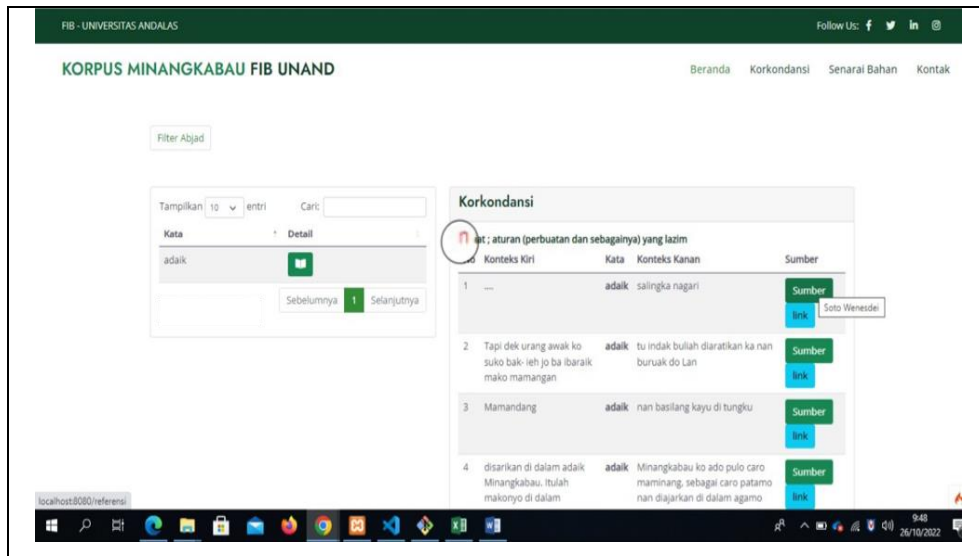 FIB - UNIVERSITAS ANDALAS
Follow Us:
KORPUS MINANGKABAU FIB UNAND
Beranda Korkondansi Senarai Bahan Kontak
Filter Abjad
Tampilkan 10 entri Cari:
Kata Detail
adaik
Sebelumnya 1 Selanjutnya
Korkondansi
n ; aturan (perbuatan dan sebagainya) yang lazim
No Konteks Kiri Kata Konteks Kanan Sumber
1 .... adaik salingka nagari Sumber
link
Soto Wenesdei
2 Tapi dek urang awak ko adaik tu indak buliah diaratikan ka nan Sumber
suko bak- ieh jo ba ibaraik buruak do Lan
mako mamangan link
3 Mamandang adaik nan basilang kayu di tungku Sumber
link
4 disarikan di dalam adaik adaik Minangkabau ko ado pulo caro Sumber
Minangkabau. Itulah maminang. sebagai caro patamo
makonyo di dalam nan diajarkan di dalam agamo link
localhost:8080/referensi
9:48
26/10/2022